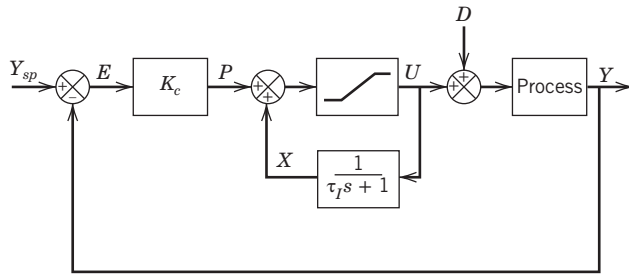 D
Y_sp
E
K_c
P
U
Process
Y
+
−
+
+
+
+
X
1
τ_I s + 1